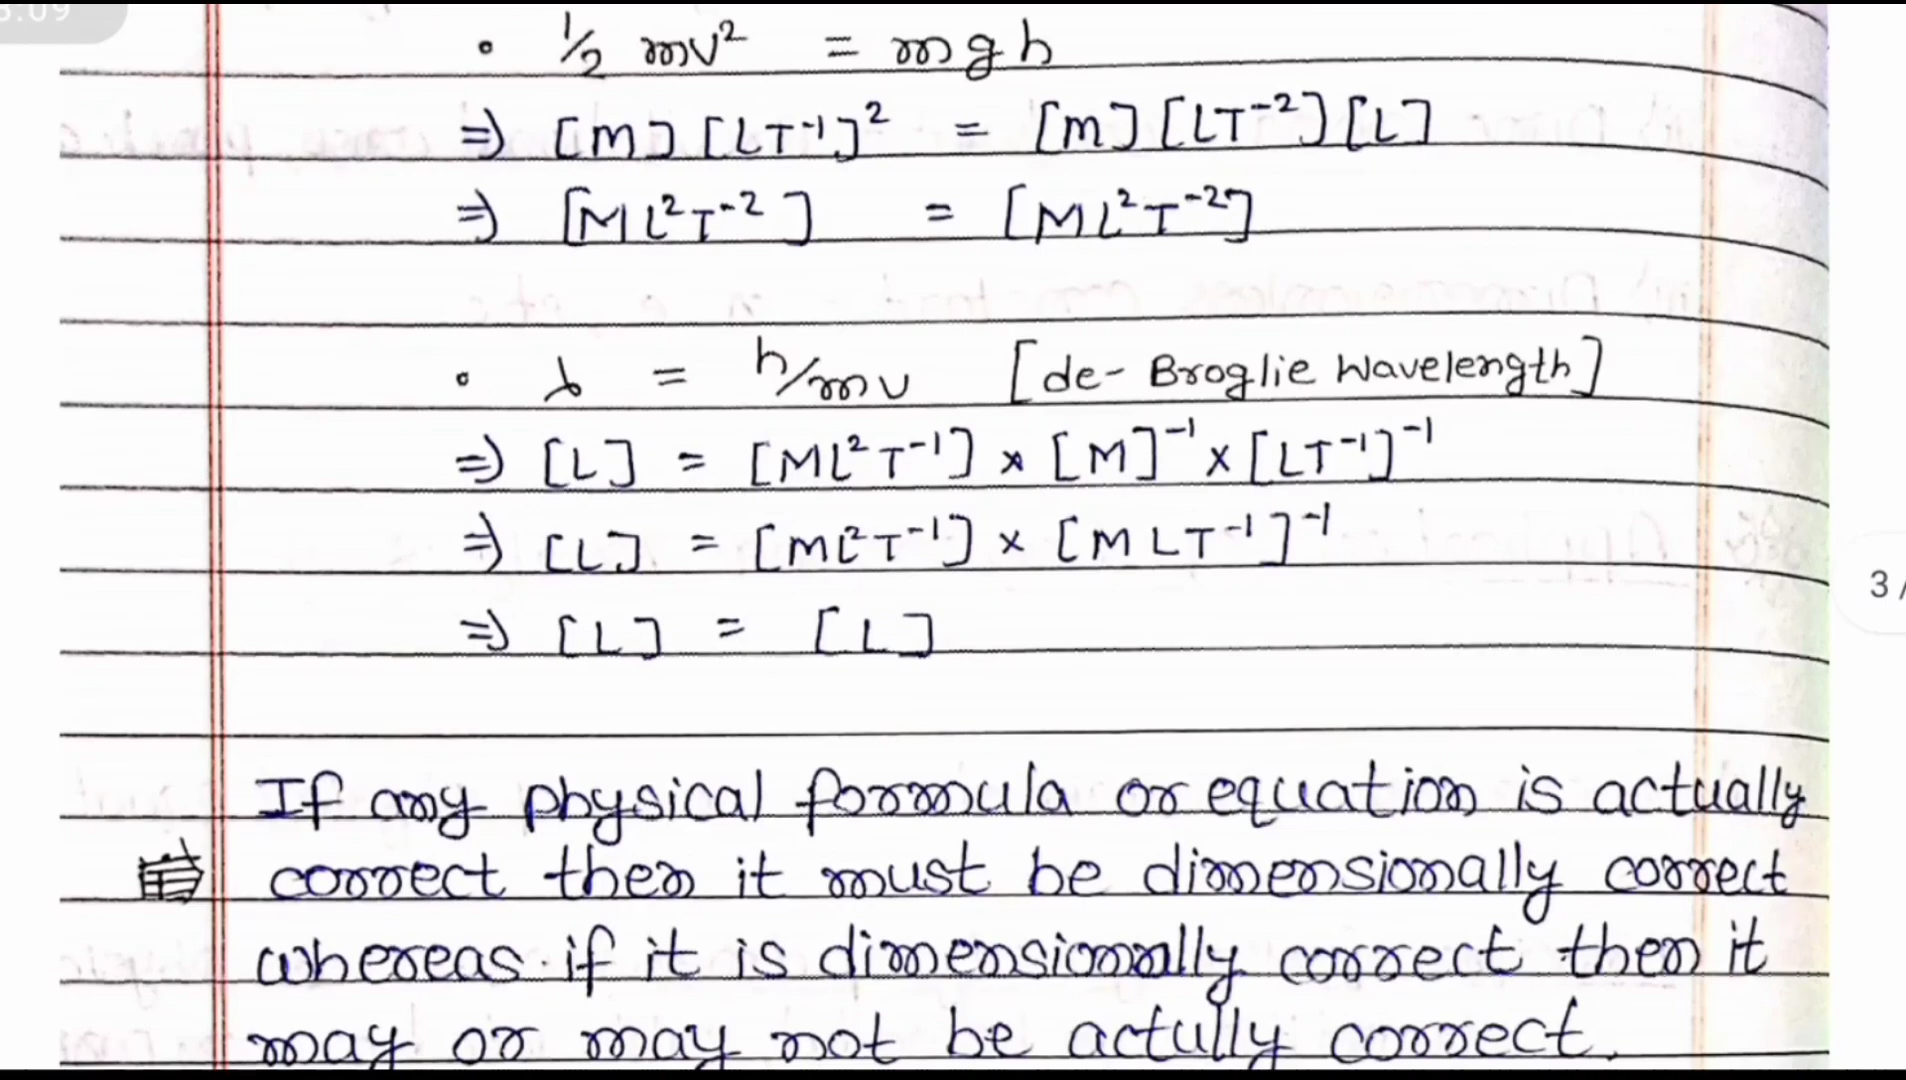 3:09
• 1/2 mv² = mgh
⇒ [M] [LT⁻¹]² = [M] [LT⁻²] [L]
⇒ [ML²T⁻²] = [ML²T⁻²]
• λ = h/mv [de-Broglie Wavelength]
⇒ [L] = [ML²T⁻¹] × [M]⁻¹ × [LT⁻¹]⁻¹
⇒ [L] = [ML²T⁻¹] × [MLT⁻¹]⁻¹
3/
⇒ [L] = [L]
If any physical formula or equation is actually
correct then it must be dimensionally correct
whereas if it is dimensionally correct then it
may or may not be actully correct.